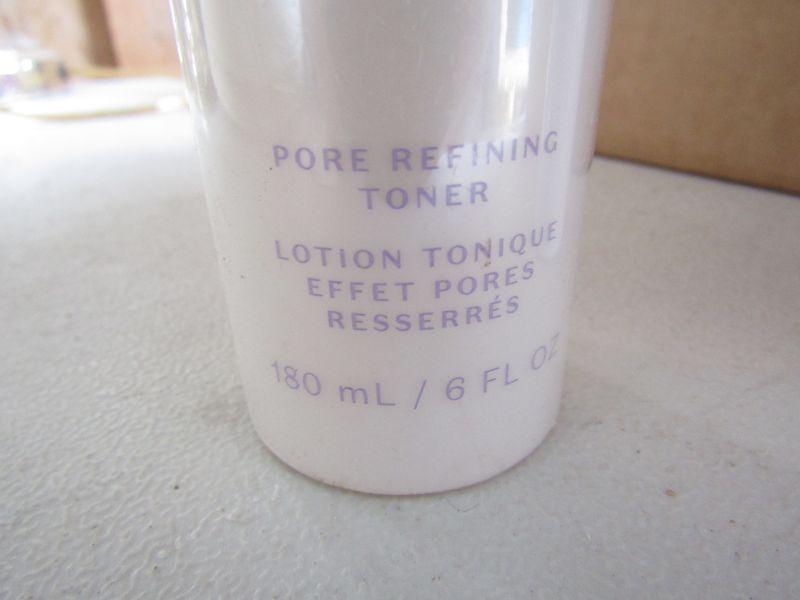 PORE REFINING
TONER
LOTION TONIQUE
EFFET PORES
RESSERRÉS
180 mL / 6 FL OZ